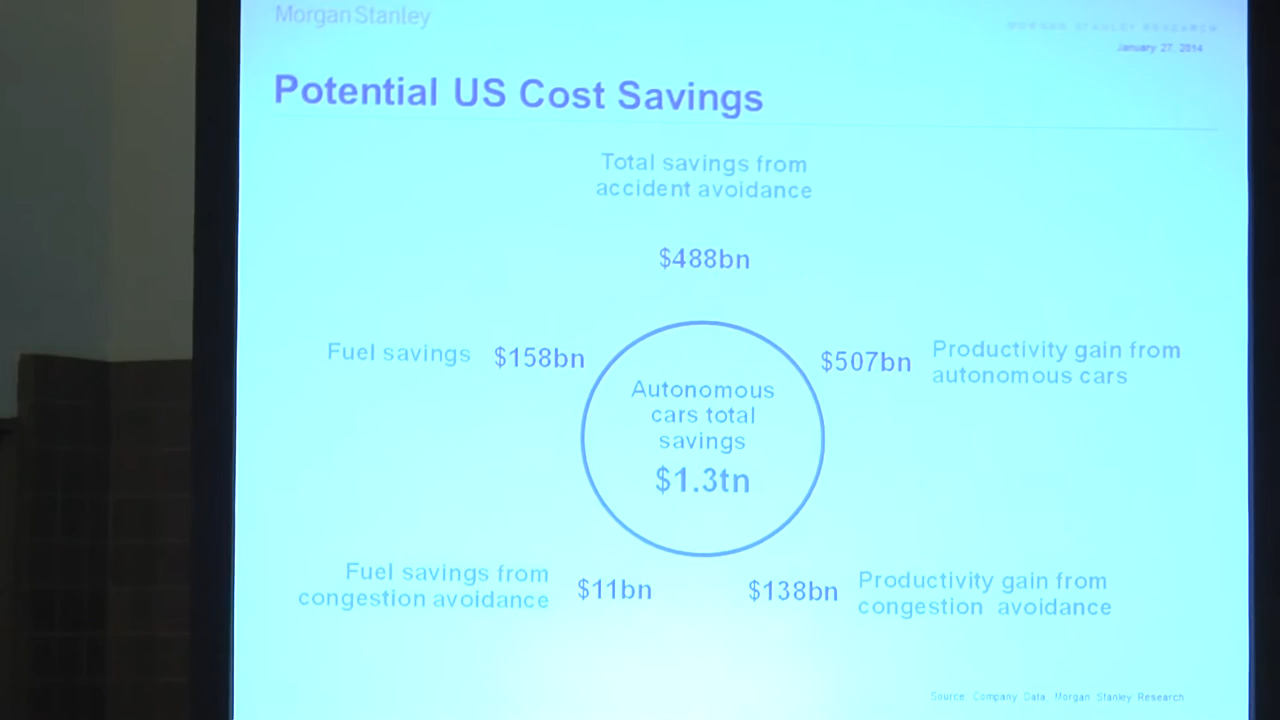 Morgan Stanley
MORGAN STANLEY RESEARCH
January 27, 2014
Potential US Cost Savings
Total savings from
accident avoidance
$488bn
Fuel savings
$158bn
$507bn
Productivity gain from
autonomous cars
Autonomous
cars total
savings
$1.3tn
Fuel savings from
congestion avoidance
$11bn
$138bn
Productivity gain from
congestion avoidance
Source: Company Data, Morgan Stanley Research